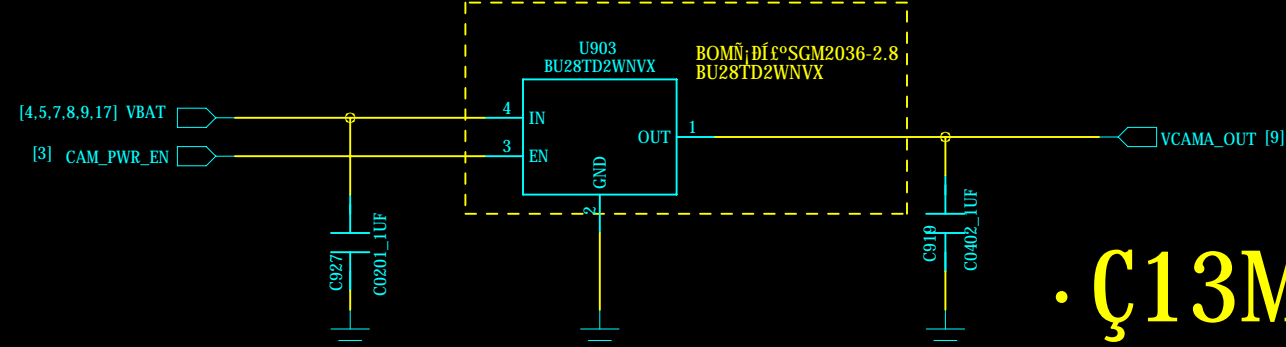 U903
BU28TD2WNVX
BOMÑ¡ÐÍ£ºSGM2036-2.8
BU28TD2WNVX
[4,5,7,8,9,17] VBAT
4
IN
OUT
1
VCAMA_OUT [9]
[3] CAM_PWR_EN
3
EN
GND
2
C927
C0201_1UF
C919
C0402_1UF
·Ç13M